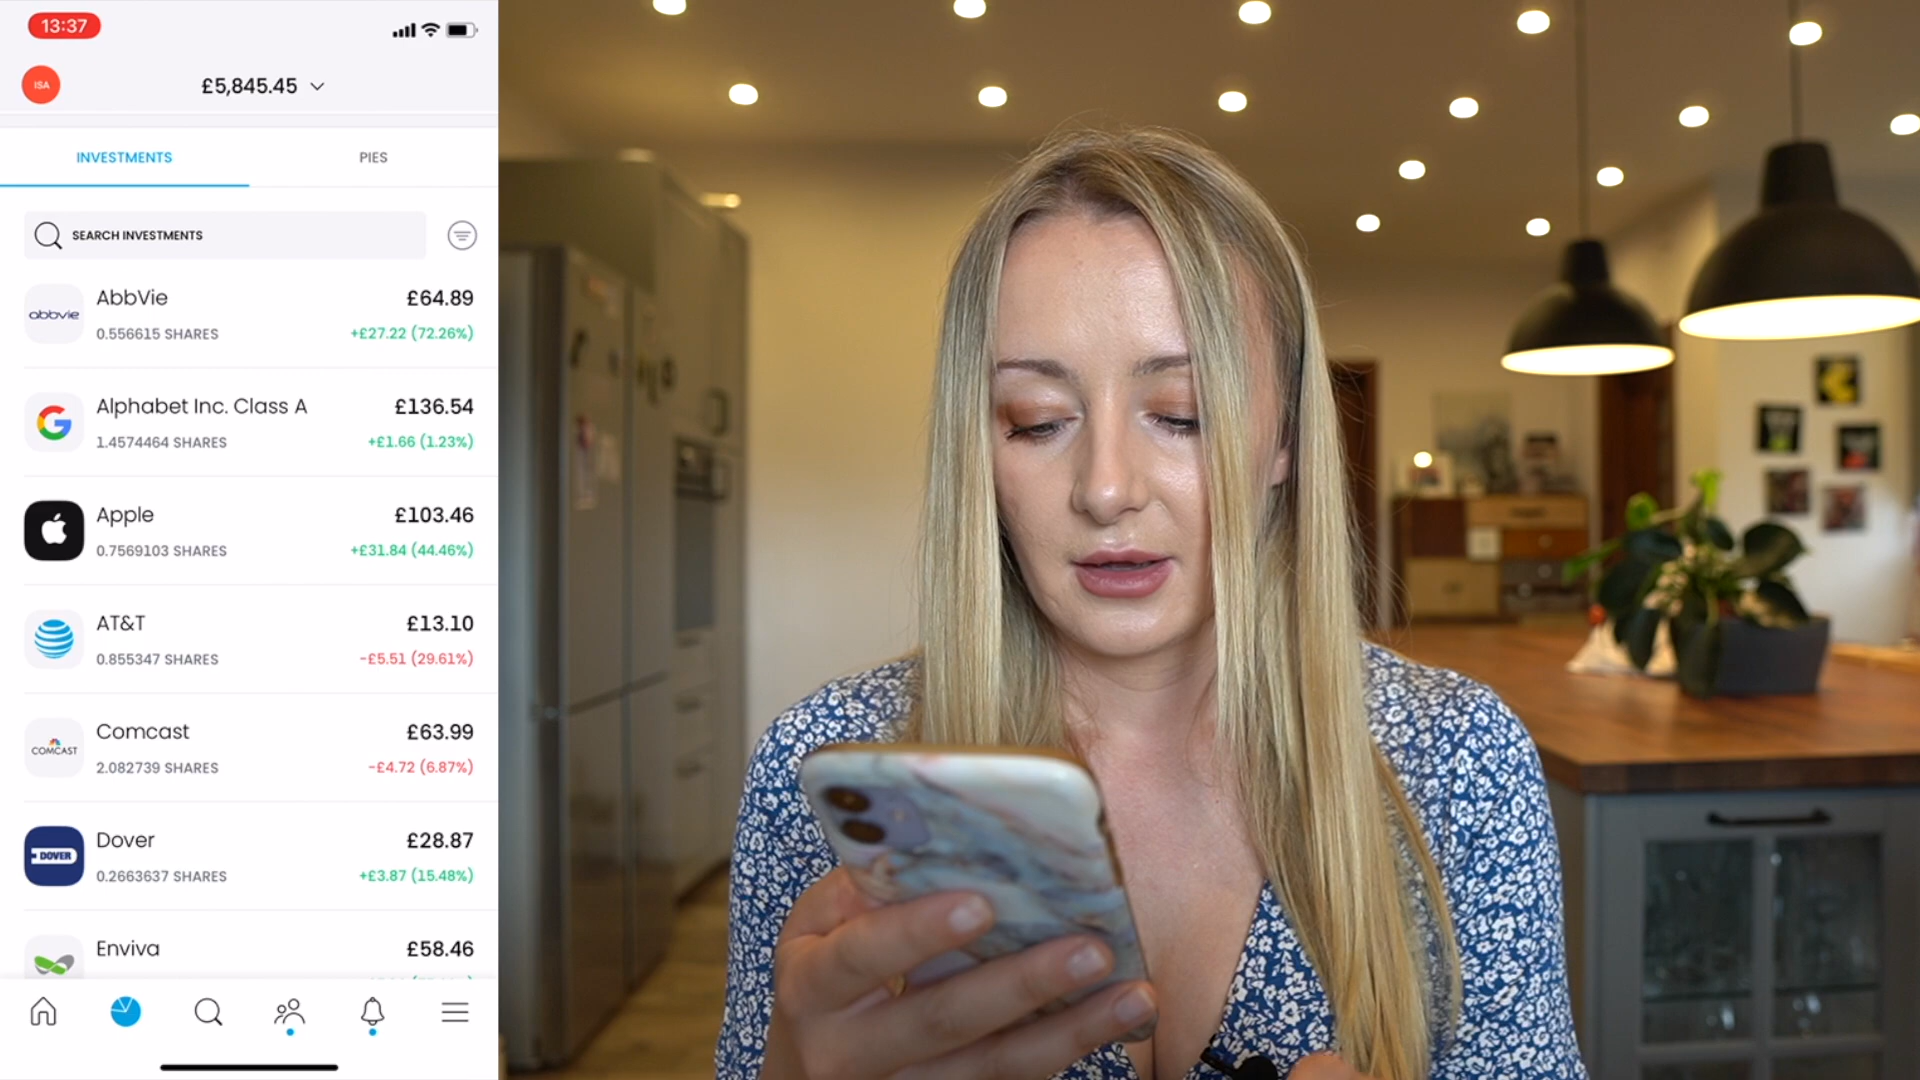 13:37
ISA
£5,845.45
INVESTMENTS
PIES
SEARCH INVESTMENTS
abbvie
AbbVie
£64.89
0.556615 SHARES
+£27.22 (72.26%)
Alphabet Inc. Class A
£136.54
1.4574464 SHARES
+£1.66 (1.23%)
Apple
£103.46
0.7569103 SHARES
+£31.84 (44.46%)
AT&T
£13.10
0.855347 SHARES
-£5.51 (29.61%)
COMCAST
Comcast
£63.99
2.082739 SHARES
-£4.72 (6.87%)
DOVER
Dover
£28.87
0.2663637 SHARES
+£3.87 (15.48%)
Enviva
£58.46